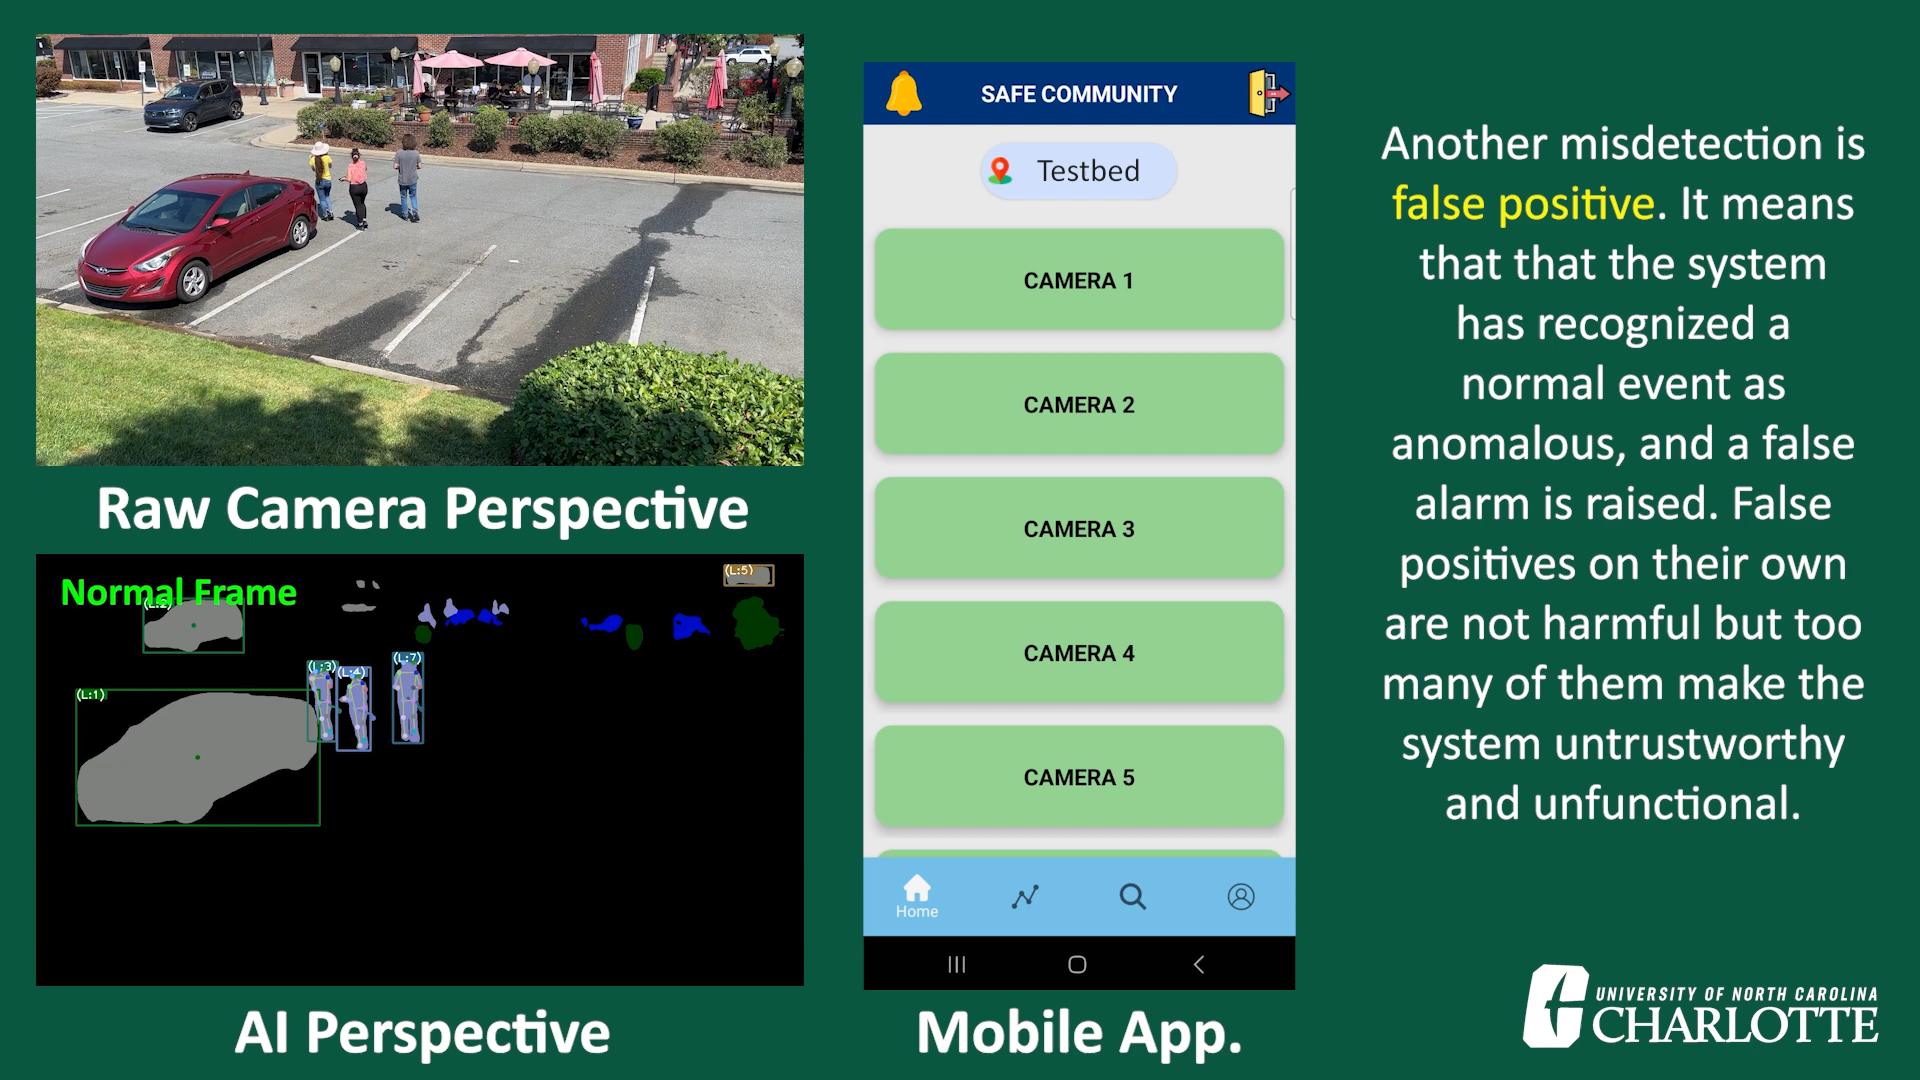 Raw Camera Perspective
Normal Frame
(L:2)
(L:5)
(L:3)
(L:4)
(L:7)
(L:1)
AI Perspective
SAFE COMMUNITY
Testbed
CAMERA 1
CAMERA 2
CAMERA 3
CAMERA 4
CAMERA 5
Home
Mobile App.
Another misdetection is
false positive. It means
that that the system
has recognized a
normal event as
anomalous, and a false
alarm is raised. False
positives on their own
are not harmful but too
many of them make the
system untrustworthy
and unfunctional.
UNIVERSITY OF NORTH CAROLINA
CHARLOTTE